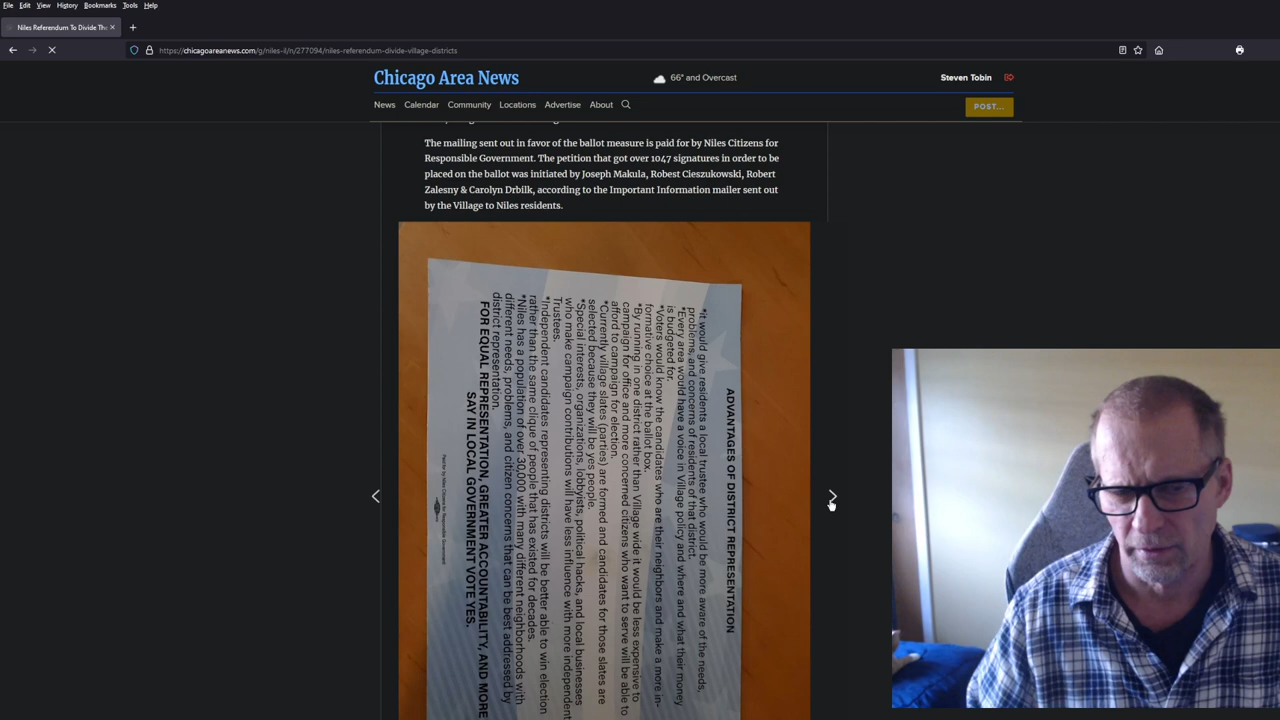 File Edit View History Bookmarks Tools Help
Niles Referendum To Divide The
https://chicagoareanews.com/g/niles-il/n/277094/niles-referendum-divide-village-districts
Chicago Area News
66° and Overcast
Steven Tobin
News Calendar Community Locations Advertise About
POST...
The mailing sent out in favor of the ballot measure is paid for by Niles Citizens for
Responsible Government. The petition that got over 1047 signatures in order to be
placed on the ballot was initiated by Joseph Makula, Robest Cieszukowski, Robert
Zalesny & Carolyn Drbilk, according to the Important Information mailer sent out
by the Village to Niles residents.
ADVANTAGES OF DISTRICT REPRESENTATION
*It would give residents a local trustee who would be more aware of the needs,
problems, and concerns of residents of that district.
*Every area would have a voice in Village policy and where and what their money
is budgeted for.
*Voters would know the candidates who are their neighbors and make a more in-
formative choice at the ballot box.
*By running in one district rather than Village wide it would be less expensive to
campaign for office and more concerned citizens who want to serve will be able to
afford to campaign for election.
*Currently village slates (parties) are formed and candidates for those slates are
selected because they will be yes people.
*Special interests, organizations, lobbyists, political hacks, and local businesses
who make campaign contributions will have less influence with more independent
Trustees.
*Independent candidates representing districts will be better able to win election
rather than the same clique of people that has existed for decades.
*Niles has a population of over 30,000 with many different neighborhoods with
different needs, problems, and citizen concerns that can be best addressed by
district representation.
FOR EQUAL REPRESENTATION, GREATER ACCOUNTABILITY, AND MORE
SAY IN LOCAL GOVERNMENT VOTE YES.
Paid for by Niles Citizens for Responsible Government